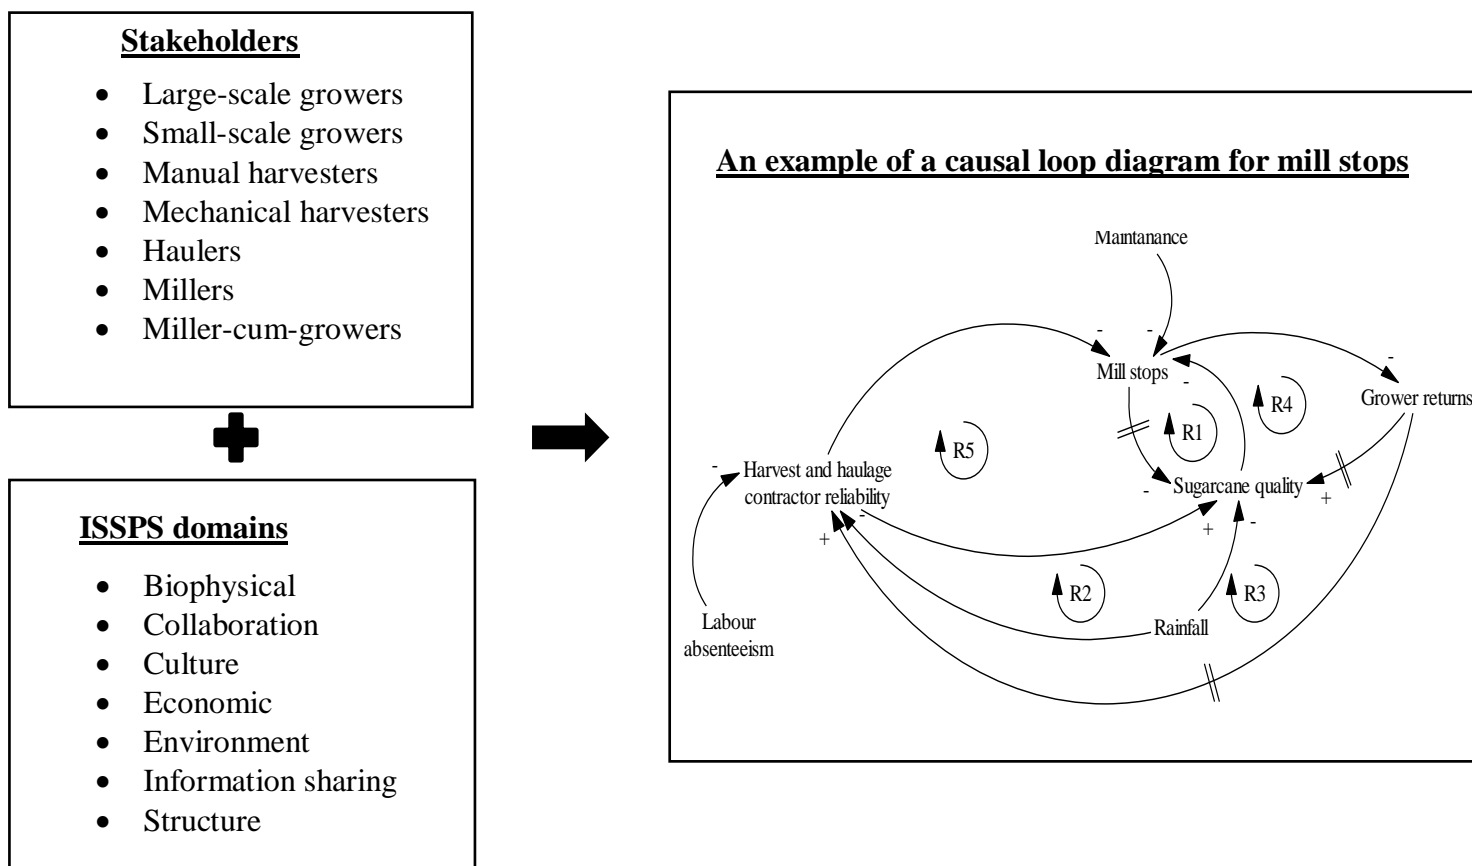 Stakeholders
• Large-scale growers
• Small-scale growers
• Manual harvesters
• Mechanical harvesters
• Haulers
• Millers
• Miller-cum-growers
ISSPS domains
• Biophysical
• Collaboration
• Culture
• Economic
• Environment
• Information sharing
• Structure
An example of a causal loop diagram for mill stops
Maintanance
- - -
Mill stops
-
Grower returns
R4
R1
R5
-
Harvest and haulage
contractor reliability
Sugarcane quality
- - +
+ + -
R2
R3
Labour
absenteeism
Rainfall